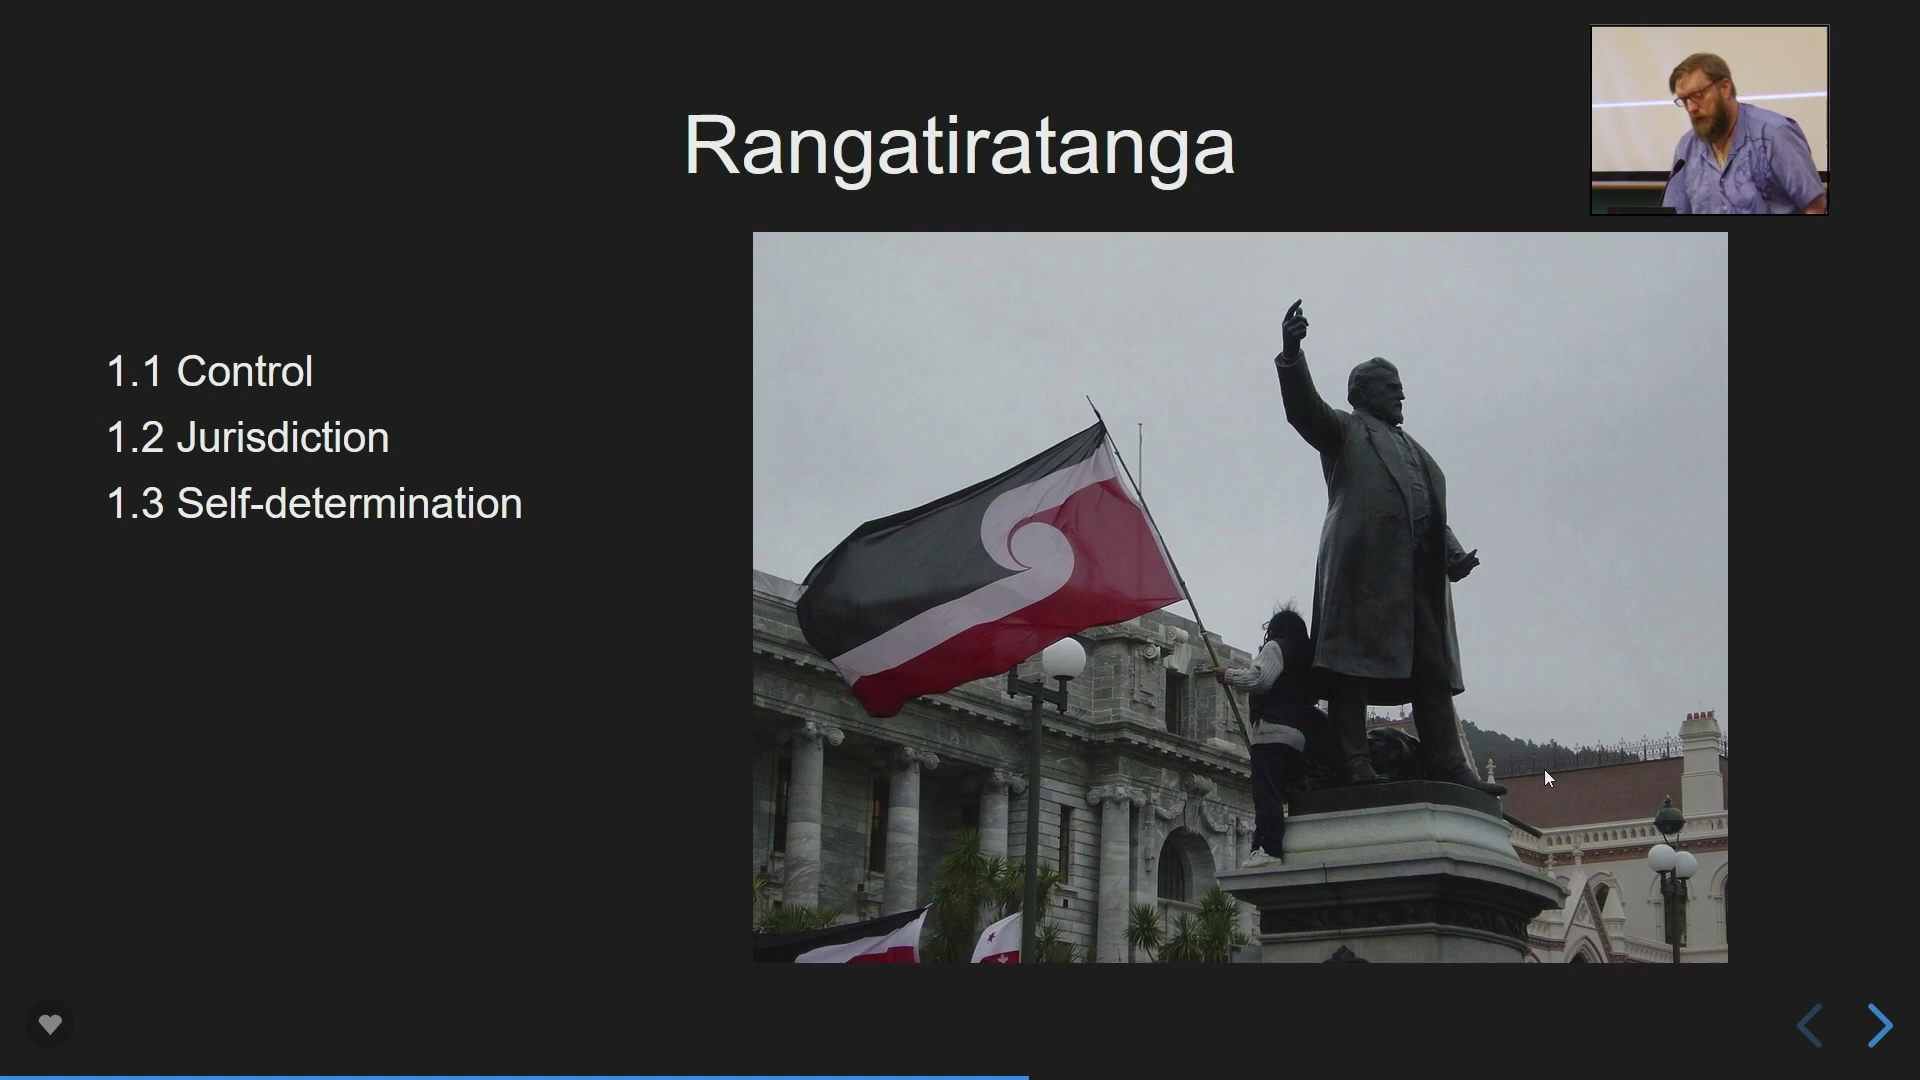 Rangatiratanga
1.1 Control
1.2 Jurisdiction
1.3 Self-determination